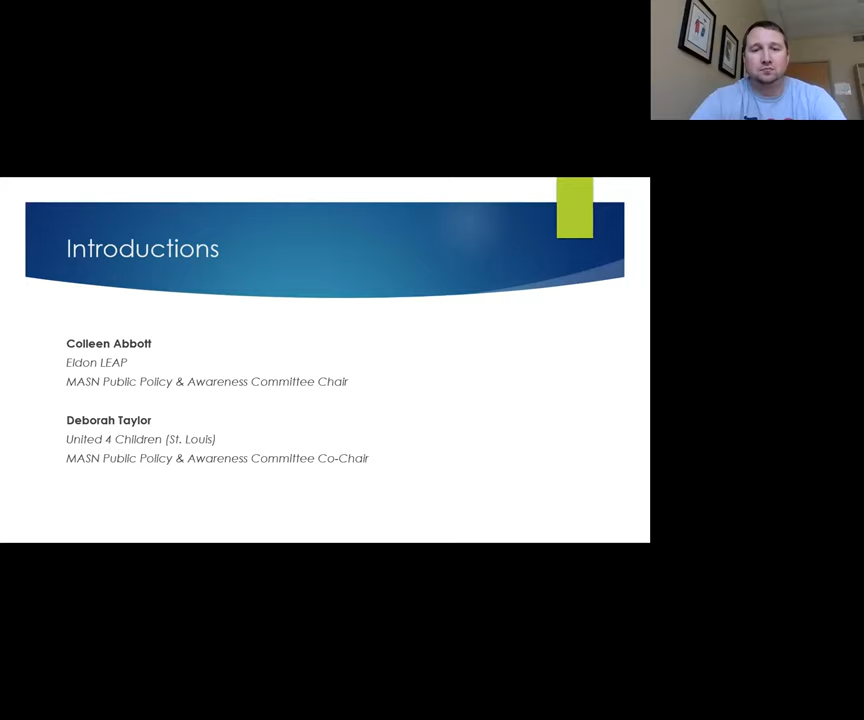 Introductions
Colleen Abbott
Eldon LEAP
MASN Public Policy & Awareness Committee Chair
Deborah Taylor
United 4 Children (St. Louis)
MASN Public Policy & Awareness Committee Co-Chair